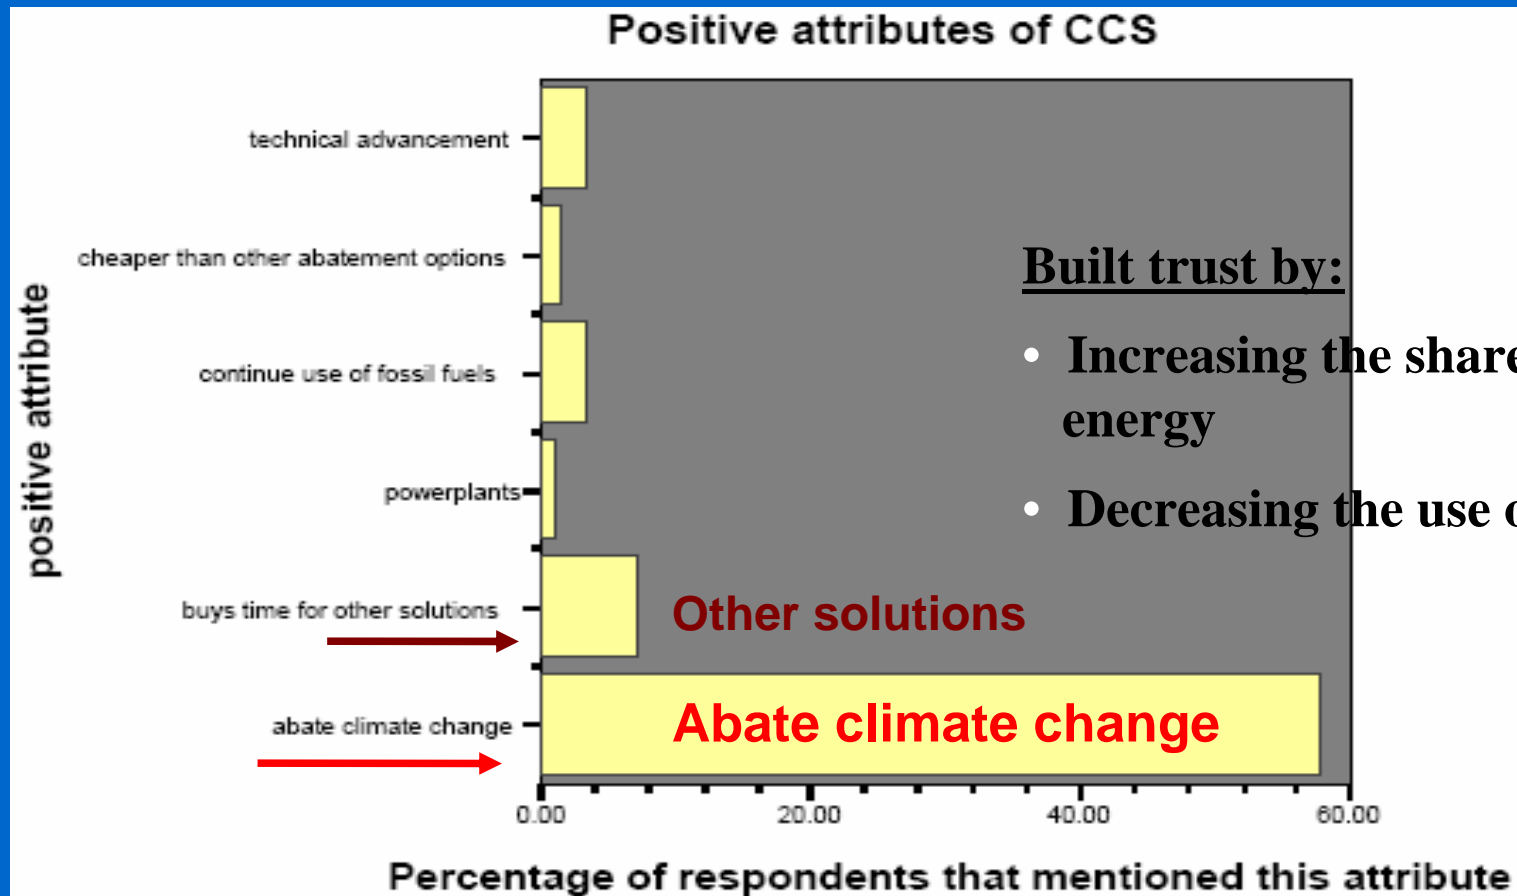 Positive attributes of CCS
positive attribute
technical advancement
cheaper than other abatement options
continue use of fossil fuels
powerplants
buys time for other solutions
abate climate change
Built trust by:
• Increasing the share
energy
• Decreasing the use o
Other solutions
Abate climate change
0.00 20.00 40.00 60.00
Percentage of respondents that mentioned this attribute